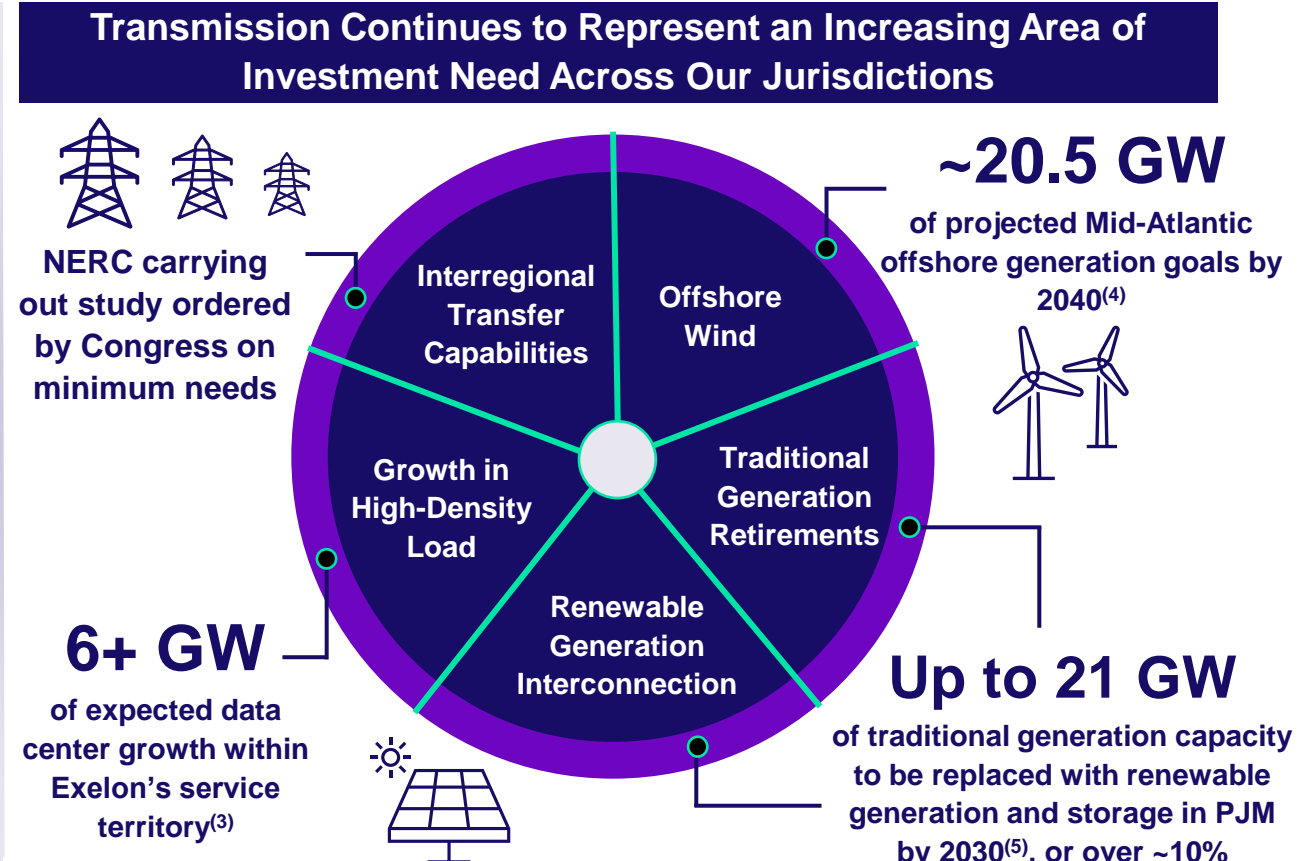 Transmission Continues to Represent an Increasing Area of
Investment Need Across Our Jurisdictions
NERC carrying
out study ordered
by Congress on
minimum needs
Interregional
Transfer
Capabilities
Offshore
Wind
~20.5 GW
of projected Mid-Atlantic
offshore generation goals by
2040(4)
Growth in
High-Density
Load
Traditional
Generation
Retirements
Renewable
Generation
Interconnection
6+ GW
of expected data
center growth within
Exelon's service
territory(3)
Up to 21 GW
of traditional generation capacity
to be replaced with renewable
generation and storage in PJM
by 2030(5), or over ~10%